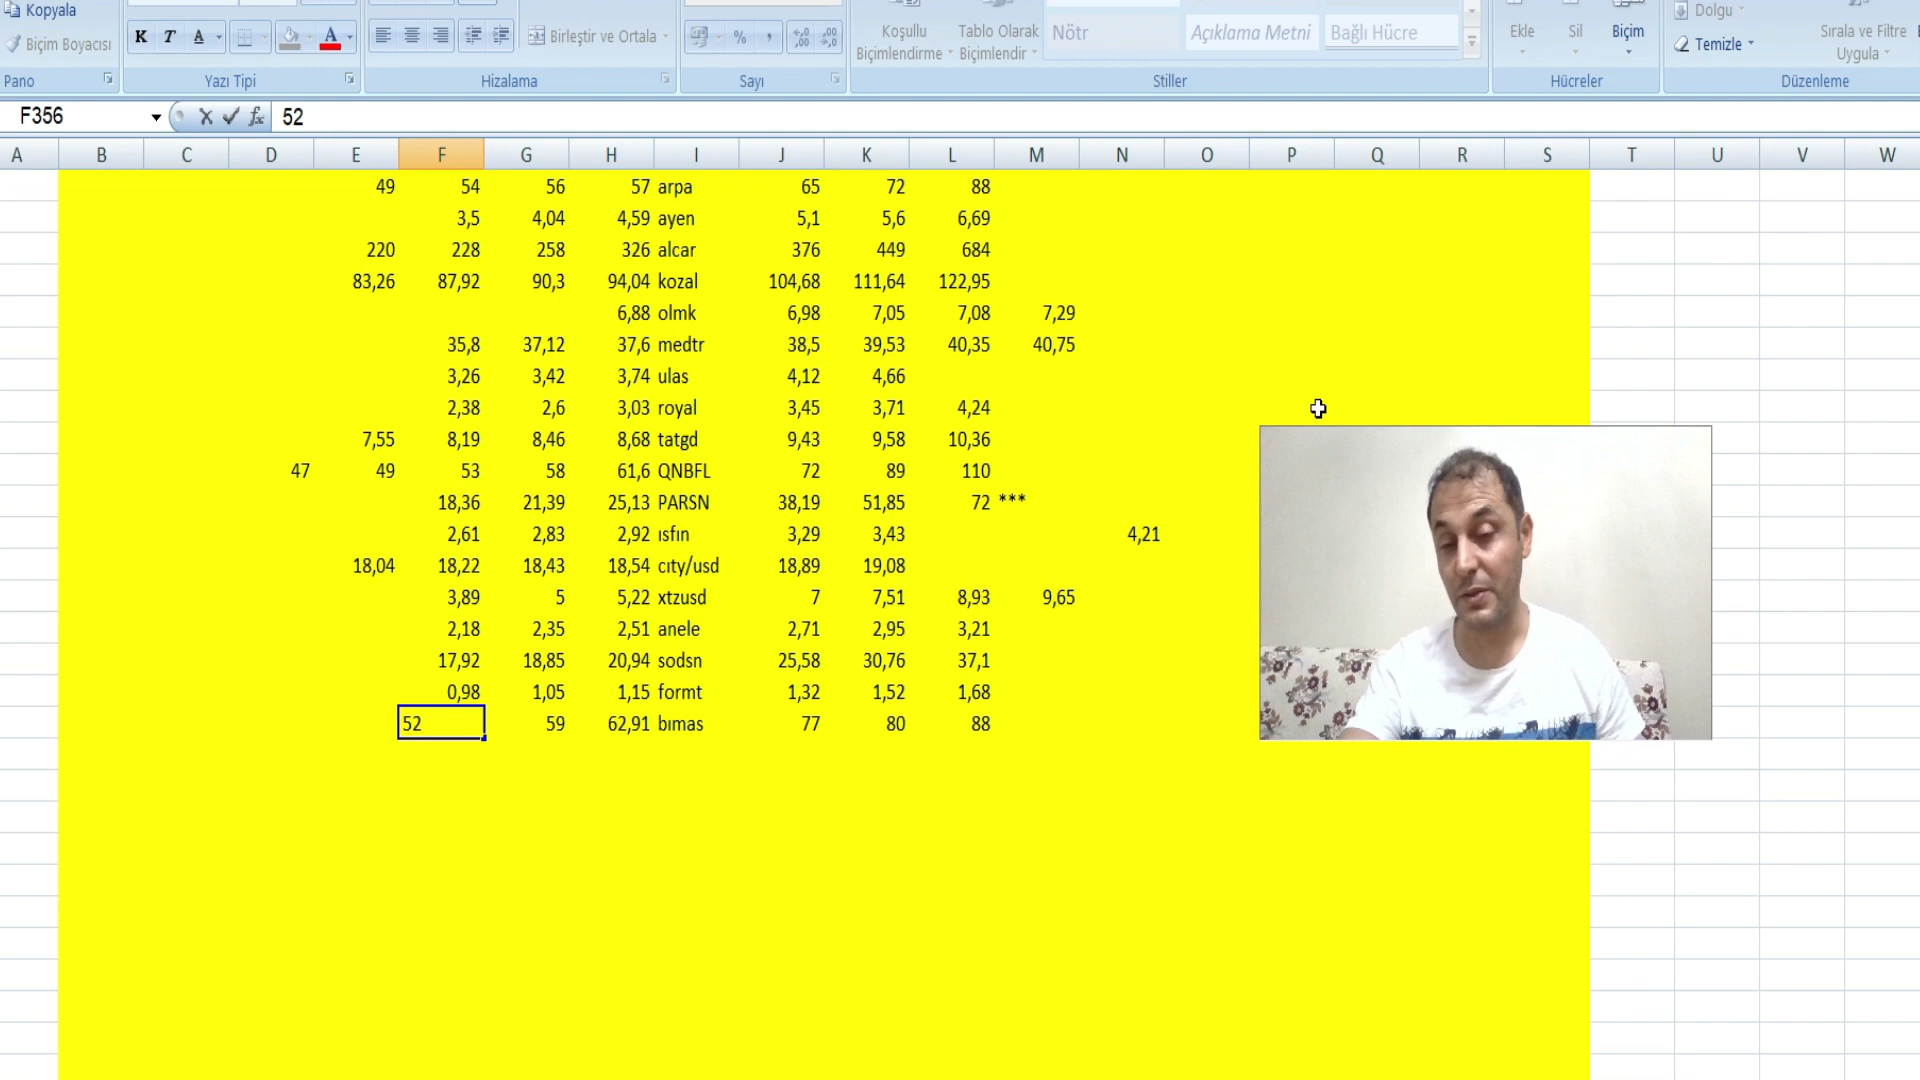 Kopyala
Biçim Boyacısı
Pano
K T A A
Yazı Tipi
Birleştir ve Ortala
Hizalama
%
Sayı
Koşullu Biçimlendirme
Tablo Olarak Biçimlendir
Nötr
Açıklama Metni
Bağlı Hücre
Stiller
Ekle
Sil
Biçim
Hücreler
Dolgu
Temizle
Sırala ve Filtre Uygula
Düzenleme
F356 fx 52
A B C D E F G H I J K L M N O P Q R S T U V W
49 54 56 57 arpa 65 72 88
3,5 4,04 4,59 ayen 5,1 5,6 6,69
220 228 258 326 alcar 376 449 684
83,26 87,92 90,3 94,04 kozal 104,68 111,64 122,95
6,88 olmk 6,98 7,05 7,08 7,29
35,8 37,12 37,6 medtr 38,5 39,53 40,35 40,75
3,26 3,42 3,74 ulas 4,12 4,66
2,38 2,6 3,03 royal 3,45 3,71 4,24
7,55 8,19 8,46 8,68 tatgd 9,43 9,58 10,36
47 49 53 58 61,6 QNBFL 72 89 110
18,36 21,39 25,13 PARSN 38,19 51,85 72 ***
2,61 2,83 2,92 ısfın 3,29 3,43 4,21
18,04 18,22 18,43 18,54 cıty/usd 18,89 19,08
3,89 5 5,22 xtzusd 7 7,51 8,93 9,65
2,18 2,35 2,51 anele 2,71 2,95 3,21
17,92 18,85 20,94 sodsn 25,58 30,76 37,1
0,98 1,05 1,15 formt 1,32 1,52 1,68
52 59 62,91 bımas 77 80 88